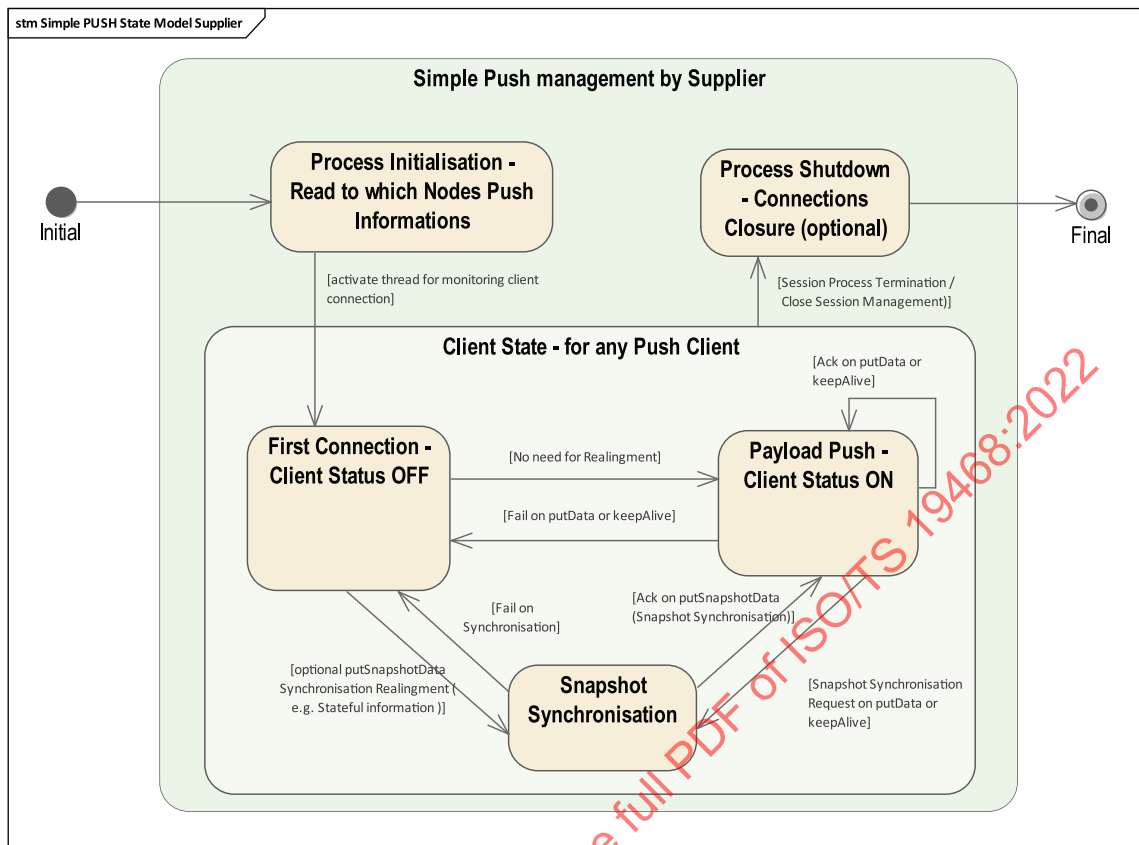 stm Simple PUSH State Model Supplier
Simple Push management by Supplier
Process Initialisation -
Read to which Nodes Push
Informations
Process Shutdown
- Connections
Closure (optional)
Initial
Final
[activate thread for monitoring client
connection]
[Session Process Termination /
Close Session Management)]
Client State - for any Push Client
[Ack on putData or
keepAlive]
First Connection -
Client Status OFF
[No need for Realingment]
Payload Push -
Client Status ON
[Fail on putData or keepAlive]
[Fail on
Synchronisation]
[Ack on putSnapshotData
(Snapshot Synchronisation)]
[optional putSnapshotData
Synchronisation Realingment (
e.g. Stateful information )]
Snapshot
Synchronisation
[Snapshot Synchronisation
Request on putData or
keepAlive]
e full PDF of ISO/TS 19468:2022